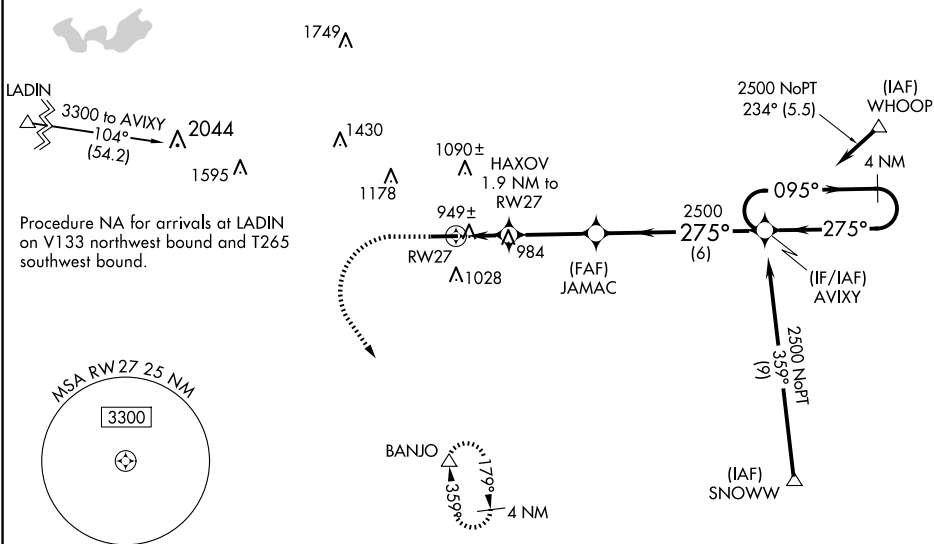 1749
LADIN
3300 to AVIXY
104°
(54.2)
2044
1595
1430
1178
1090±
HAXOV
1.9 NM to
RW27
949±
RW27
984
1028
2500 NoPT
234° (5.5)
(IAF)
WHOOP
4 NM
095°
2500
275°
(6)
275°
(FAF)
JAMAC
(IF/IAF)
AVIXY
Procedure NA for arrivals at LADIN
on V133 northwest bound and T265
southwest bound.
2500 NoPT
359°
(9)
(IAF)
SNOWW
MSA RW27 25 NM
3300
BANJO
179°
359°
4 NM